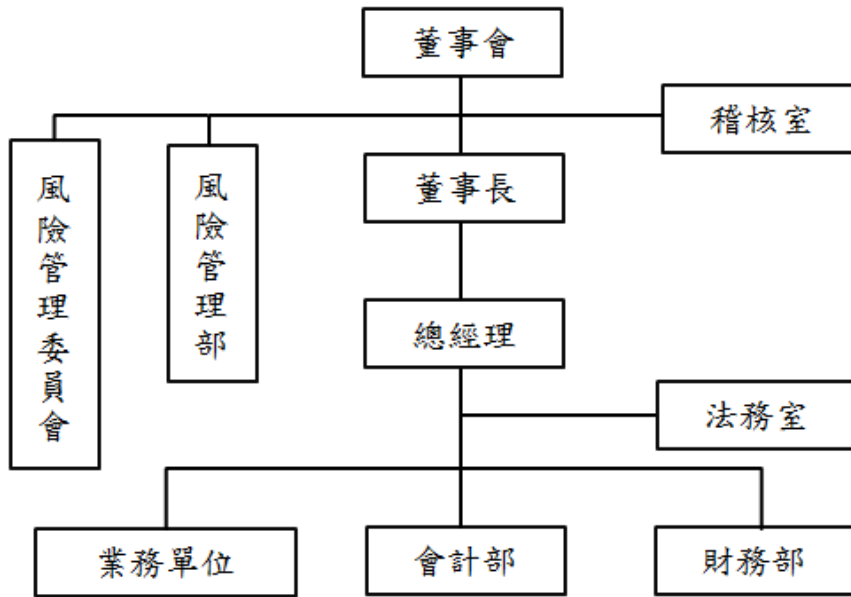 董事會
稽核室
董事長
風險管理委員會
風險管理部
總經理
法務室
業務單位
會計部
財務部